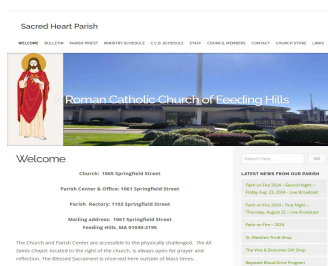 Sacred Heart Parish
WELCOME BULLETIN PARISH PRIEST MINISTRY SCHEDULE C.C.D. SCHEDULE STAFF COUNCIL MEMBERS CONTACT CHURCH STORE LINKS
Roman Catholic Church of Feeding Hills
Welcome
Church: 1065 Springfield Street
Parish Center & Office: 1061 Springfield Street
Parish Rectory: 1103 Springfield Street
Mailing address: 1061 Springfield Street
Feeding Hills, MA 01030-2198
The Church and Parish Center are accessible to the physically challenged. The All
Saints Chapel, located to the right of the church, is always open for prayer and
reflection. The Blessed Sacrament is reserved here outside of Mass times.
Search Here ... GO
LATEST NEWS FROM OUR PARISH
Faith on Fire 2024 – Second Night –
Friday Aug. 23, 2024 – Live Broadcast
Faith on Fire 2024 – First Night –
Thursday, August 22 – Live Broadcast
Faith on Fire – 2024
St. Martha's Thrift Shop
The Vine & Branches Gift Shop
Baystate Blood Drive Program